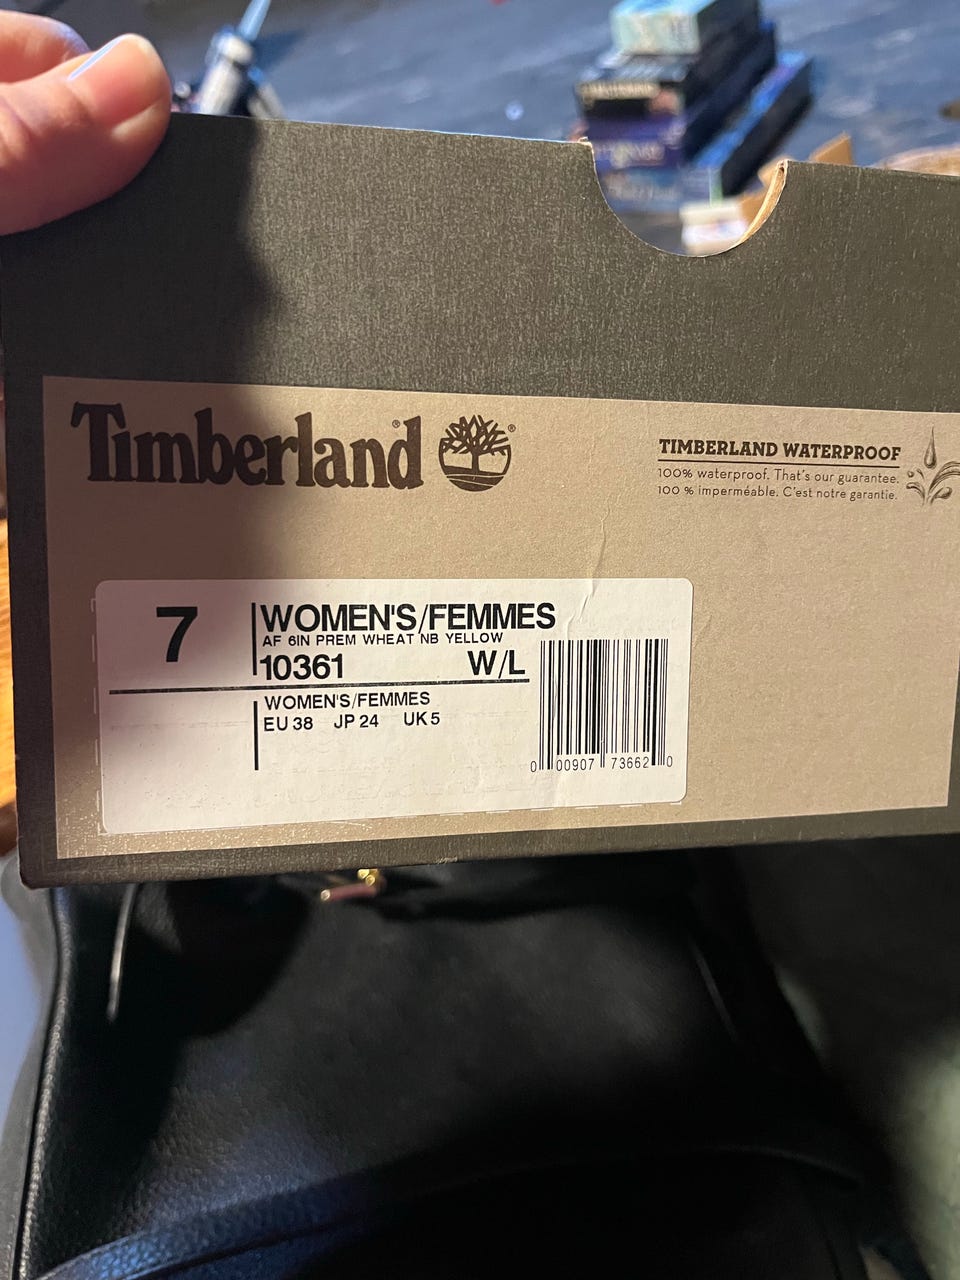 Timberland®
®
TIMBERLAND WATERPROOF
100% waterproof. That's our guarantee.
100 % imperméable. C'est notre garantie.
7
WOMEN'S/FEMMES
AF 6IN PREM WHEAT NB YELLOW
10361 W/L
WOMEN'S/FEMMES
EU 38 JP 24 UK 5
0 00907 73662 0